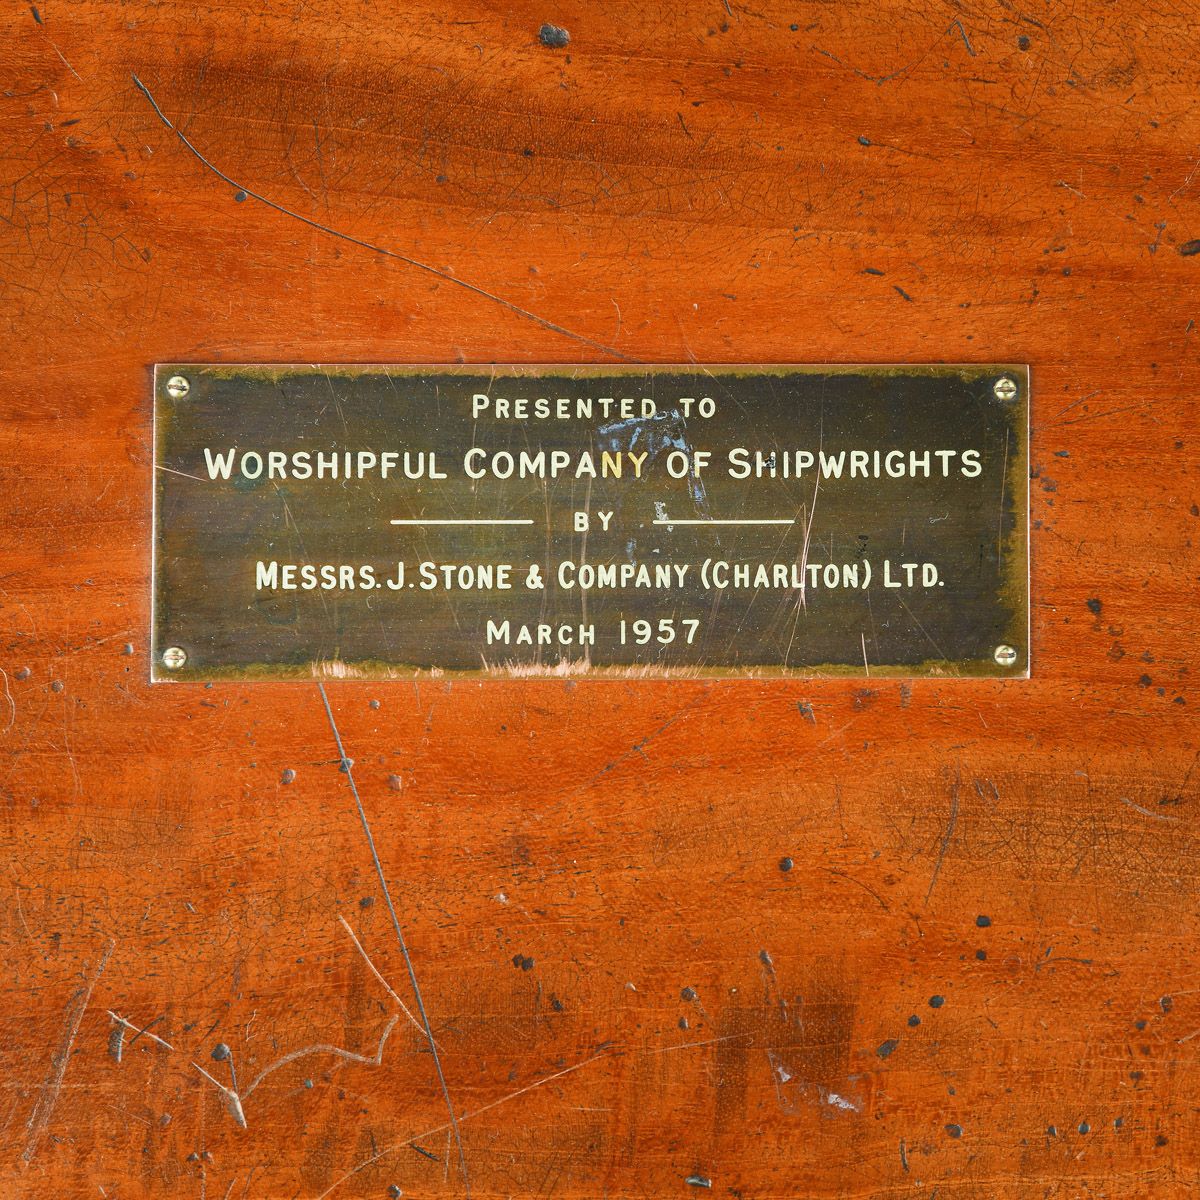 PRESENTED TO
WORSHIPFUL COMPANY OF SHIPWRIGHTS
BY
MESSRS. J. STONE & COMPANY (CHARLTON) LTD.
MARCH 1957